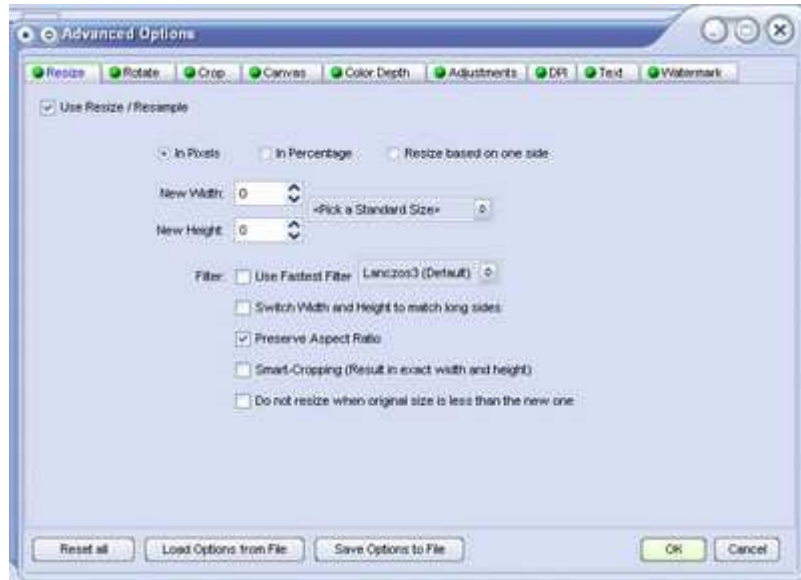 Advanced Options
Resize Rotate Crop Canvas Color Depth Adjustments DPI Text Watermark
Use Resize / Resample
In Pixels In Percentage Resize based on one side
New Width: 0
<Pick a Standard Size>
New Height: 0
Filter: Use Fastest Filter Lanczos3 (Default)
Switch Width and Height to match long sides
Preserve Aspect Ratio
Smart-Cropping (Result in exact width and height)
Do not resize when original size is less than the new one
Reset all Load Options from File Save Options to File OK Cancel